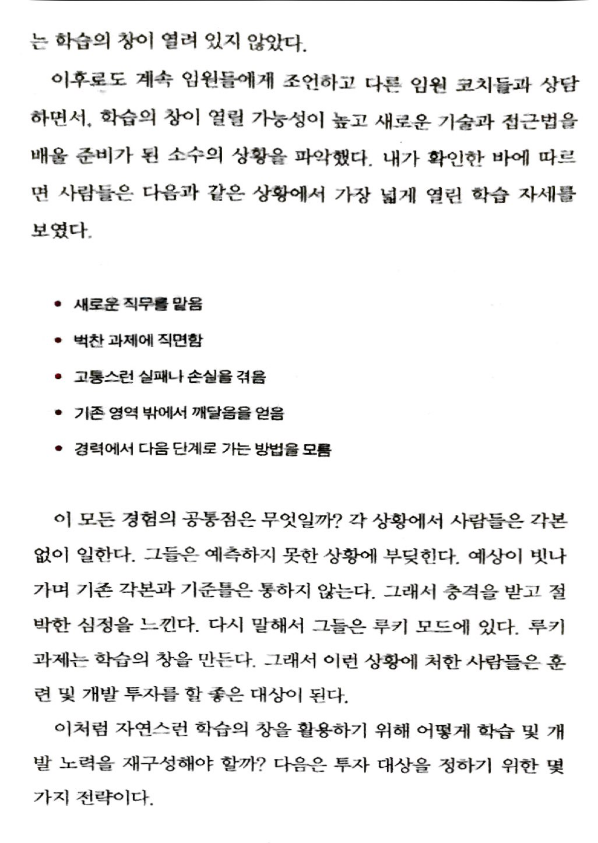 는 학습의 창이 열려 있지 않았다.
이후로도 계속 임원들에게 조언하고 다른 임원 코치들과 상담
하면서, 학습의 창이 열릴 가능성이 높고 새로운 기술과 접근법을
배울 준비가 된 소수의 상황을 파악했다. 내가 확인한 바에 따르
면 사람들은 다음과 같은 상황에서 가장 넓게 열린 학습 자세를
보였다.
• 새로운 직무를 맡음
• 벅찬 과제에 직면함
• 고통스런 실패나 손실을 겪음
• 기존 영역 밖에서 깨달음을 얻음
• 경력에서 다음 단계로 가는 방법을 모름
이 모든 경험의 공통점은 무엇일까? 각 상황에서 사람들은 각본
없이 일한다. 그들은 예측하지 못한 상황에 부딪힌다. 예상이 빗나
가며 기존 각본과 기준틀은 통하지 않는다. 그래서 충격을 받고 절
박한 심정을 느낀다. 다시 말해서 그들은 루키 모드에 있다. 루키
과제는 학습의 창을 만든다. 그래서 이런 상황에 처한 사람들은 훈
련 및 개발 투자를 할 좋은 대상이 된다.
이처럼 자연스런 학습의 창을 활용하기 위해 어떻게 학습 및 개
발 노력을 재구성해야 할까? 다음은 투자 대상을 정하기 위한 몇
가지 전략이다.